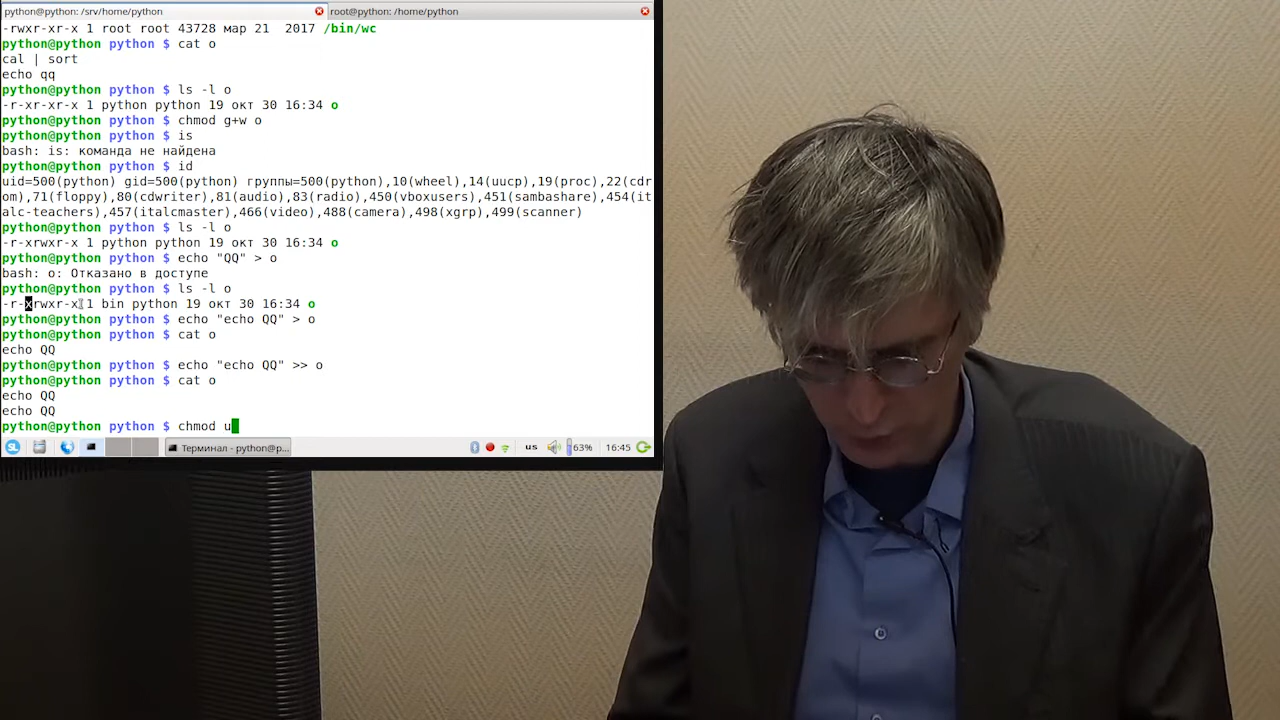 python@python: /srv/home/python
root@python: /home/python
-rwxr-xr-x 1 root root 43728 мар 21  2017 /bin/wc
python@python python $ cat o
cal | sort
echo qq
python@python python $ ls -l o
-r-xr-xr-x 1 python python 19 окт 30 16:34 o
python@python python $ chmod g+w o
python@python python $ is
bash: is: команда не найдена
python@python python $ id
uid=500(python) gid=500(python) группы=500(python),10(wheel),14(uucp),19(proc),22(cdr
om),71(floppy),80(cdwriter),81(audio),83(radio),450(vboxusers),451(sambashare),454(it
alc-teachers),457(italcmaster),466(video),488(camera),498(xgrp),499(scanner)
python@python python $ ls -l o
-r-xrwxr-x 1 python python 19 окт 30 16:34 o
python@python python $ echo "QQ" > o
bash: o: Отказано в доступе
python@python python $ ls -l o
-r-xrwxr-x 1 bin python 19 окт 30 16:34 o
python@python python $ echo "echo QQ" > o
python@python python $ cat o
echo QQ
python@python python $ echo "echo QQ" >> o
python@python python $ cat o
echo QQ
echo QQ
python@python python $ chmod u
Терминал - python@p...
us
63%
16:45